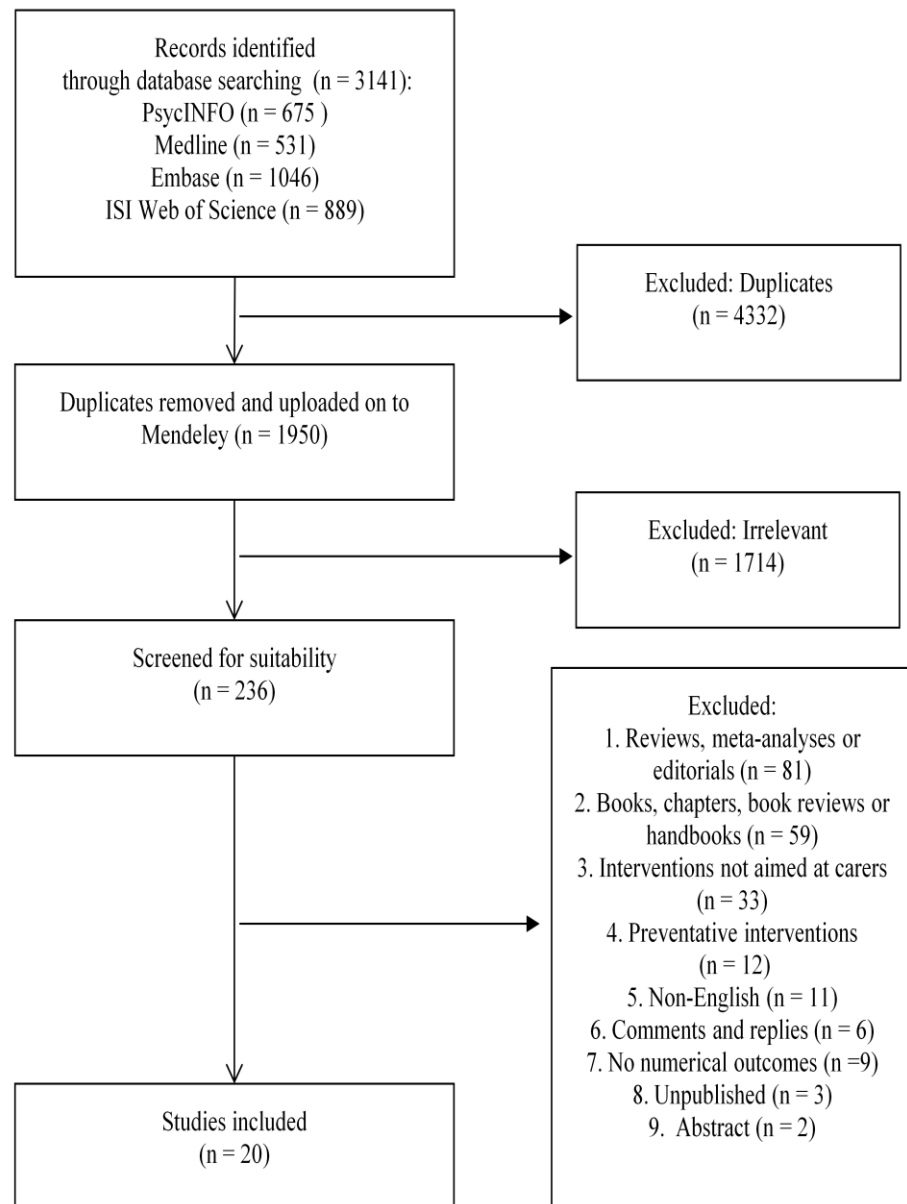 Records identified
through database searching (n = 3141):
PsycINFO (n = 675 )
Medline (n = 531)
Embase (n = 1046)
ISI Web of Science (n = 889)
Excluded: Duplicates
(n = 4332)
Duplicates removed and uploaded on to
Mendeley (n = 1950)
Excluded: Irrelevant
(n = 1714)
Screened for suitability
(n = 236)
Excluded:
1. Reviews, meta-analyses or
editorials (n = 81)
2. Books, chapters, book reviews or
handbooks (n = 59)
3. Interventions not aimed at carers
(n = 33)
4. Preventative interventions
(n = 12)
5. Non-English (n = 11)
6. Comments and replies (n = 6)
7. No numerical outcomes (n =9)
8. Unpublished (n = 3)
9. Abstract (n = 2)
Studies included
(n = 20)